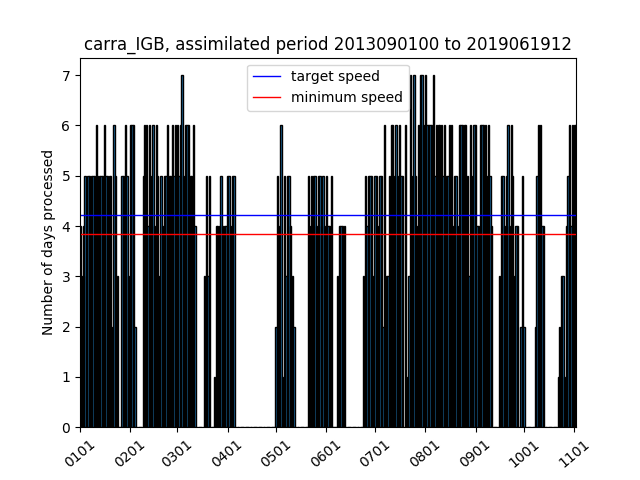 carra_IGB, assimilated period 2013090100 to 2019061912
target speed
minimum speed
Number of days processed
7
6
5
4
3
2
1
0
0101 0201 0301 0401 0501 0601 0701 0801 0901 1001 1101